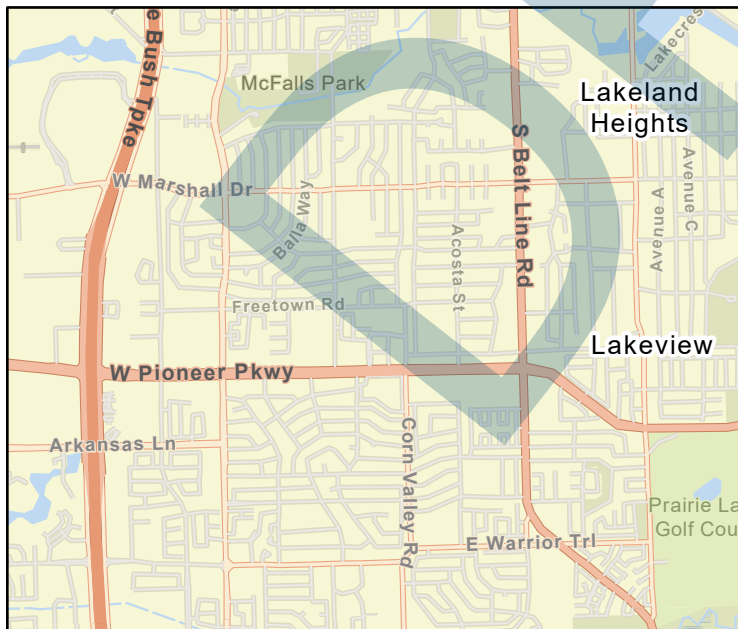 e Bush Tpke
McFalls Park
Lakecres
Lakeland
Heights
S Belt Line Rd
W Marshall Dr
Balla Way
Acosta St
Avenue A
Avenue C
Freetown Rd
Lakeview
W Pioneer Pkwy
Arkansas Ln
Corn Valley Rd
Prairie La
Golf Cou
E Warrior Trl